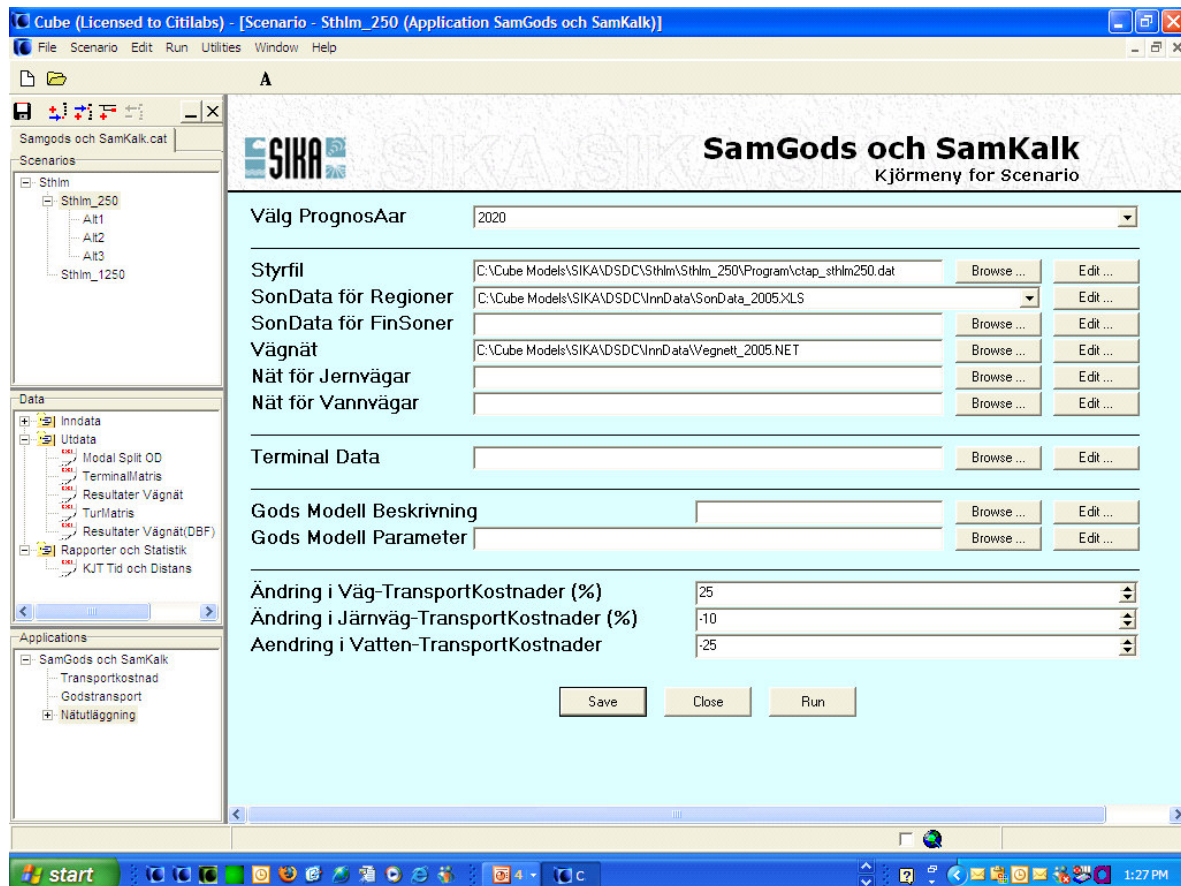 Cube (Licensed to Citilabs) - [Scenario - Sthlm_250 (Application SamGods och SamKalk)]
File Scenario Edit Run Utilities Window Help
A
Samgods och SamKalk.cat
Scenarios
Sthlm
Sthlm_250
Alt1
Alt2
Alt3
Sthlm_1250
Data
Inndata
Utdata
Modal Split OD
TerminalMatris
Resultater Vägnät
TurMatris
Resultater Vägnät(DBF)
Rapporter och Statistik
KJT Tid och Distans
Applications
SamGods och SamKalk
Transportkostnad
Godstransport
Nätutläggning
SIKA
SamGods och SamKalk
Kjörmeny for Scenario
Välg PrognosAar 2020
Styrfil C:\Cube Models\SIKA\DSDC\Sthlm\Sthlm_250\Program\ctap_sthlm250.dat Browse ... Edit ...
SonData för Regioner C:\Cube Models\SIKA\DSDC\InnData\SonData_2005.XLS Edit ...
SonData för FinSoner Browse ... Edit ...
Vägnät C:\Cube Models\SIKA\DSDC\InnData\Vegnett_2005.NET Browse ... Edit ...
Nät för Jernvägar Browse ... Edit ...
Nät för Vannvägar Browse ... Edit ...
Terminal Data Browse ... Edit ...
Gods Modell Beskrivning Browse ... Edit ...
Gods Modell Parameter Browse ... Edit ...
Ändring i Väg-TransportKostnader (%) 25
Ändring i Järnväg-TransportKostnader (%) -10
Aendring i Vatten-TransportKostnader -25
Save Close Run
start 4 C 1:27 PM